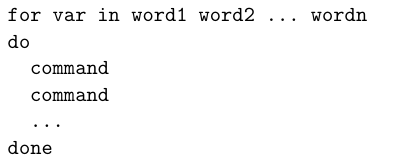 for var in word1 word2 ... wordn
do
  command
  command
  ...
done